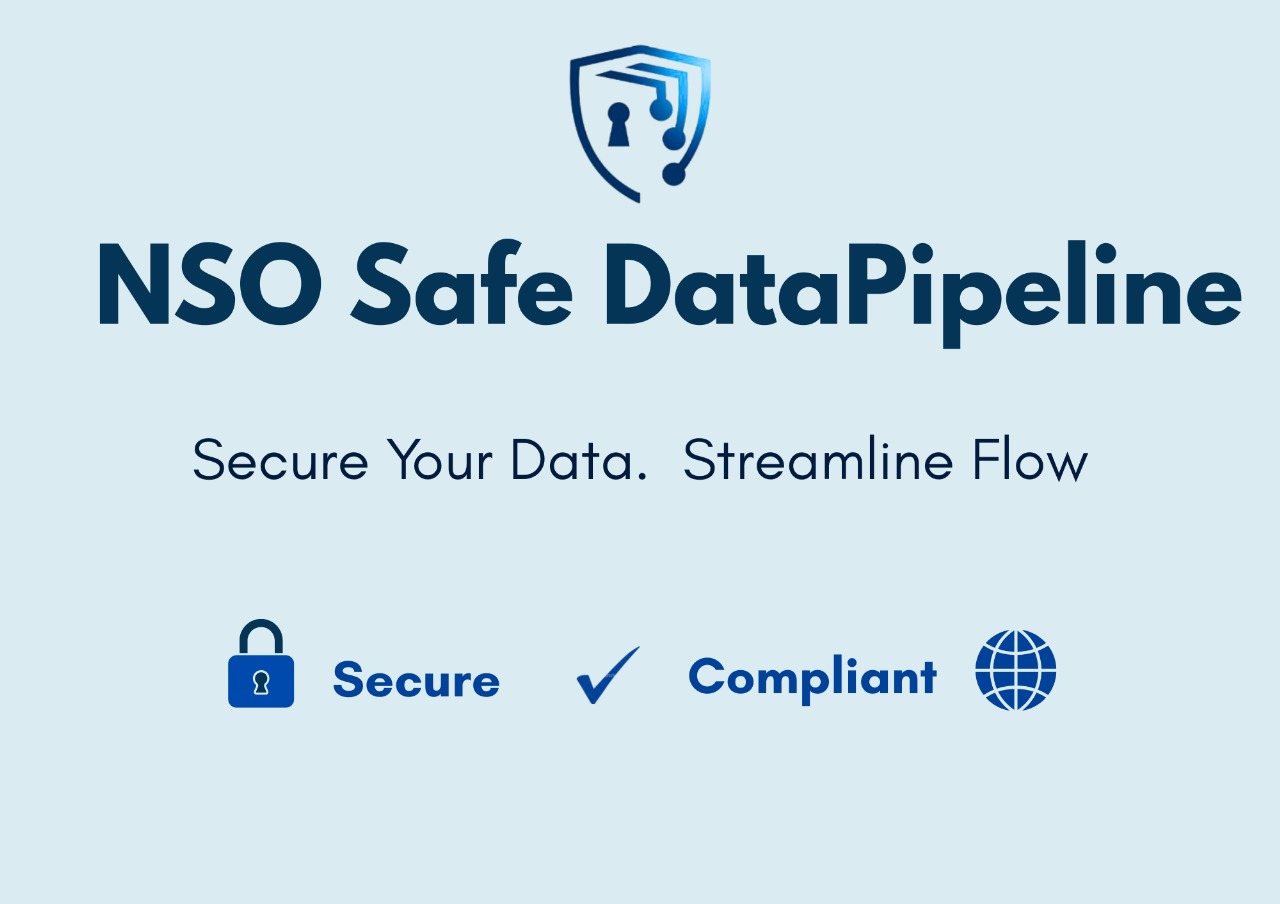 NSO Safe DataPipeline
Secure Your Data. Streamline Flow
Secure Compliant